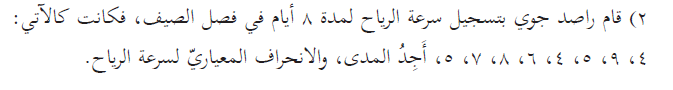 ٢) قام راصد جوي بتسجيل سرعة الرياح لمدة ٨ أيام في فصل الصيف، فكانت كالآتي:
٤، ٩، ٥، ٤، ٦، ٨، ٧، ٥، أَجِدُ المدى، والانحراف المعياريّ لسرعة الرياح.